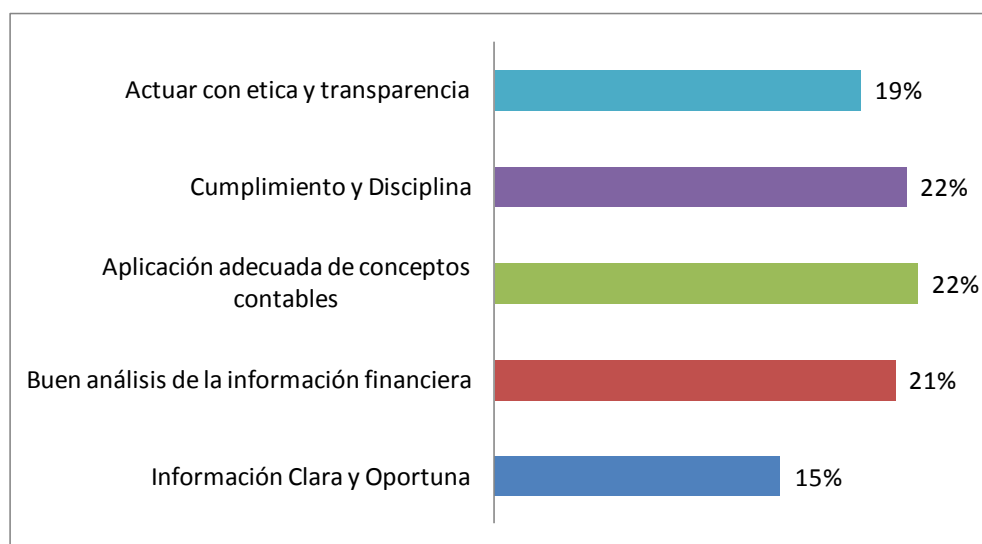 Actuar con etica y transparencia
19%
Cumplimiento y Disciplina
22%
Aplicación adecuada de conceptos
contables
22%
Buen análisis de la información financiera
21%
Información Clara y Oportuna
15%